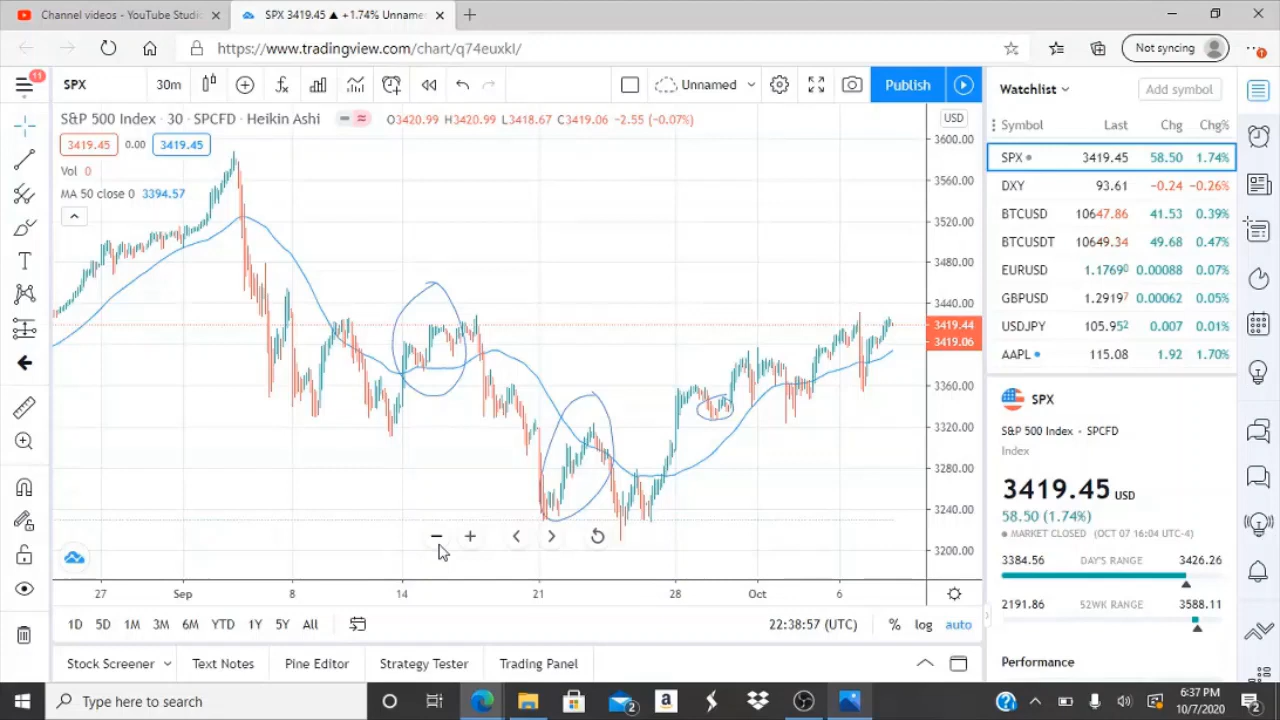 Channel videos - YouTube Studi
SPX 3419.45 ▲ +1.74% Unname
https://www.tradingview.com/chart/q74euxkl/
Not syncing
11
SPX
30m
Unnamed
Publish
S&P 500 Index · 30 · SPCFD · Heikin Ashi
O3420.99 H3420.99 L3418.67 C3419.06 -2.55 (-0.07%)
3419.45 0.00 3419.45
Vol 0
MA 50 close 0 3394.57
USD
3600.00
3560.00
3520.00
3480.00
3440.00
3419.44
3419.06
3360.00
3320.00
3280.00
3240.00
3200.00
27 Sep 8 14 21 28 Oct 6
1D 5D 1M 3M 6M YTD 1Y 5Y All
22:38:57 (UTC)
% log auto
Stock Screener
Text Notes
Pine Editor
Strategy Tester
Trading Panel
Watchlist
Add symbol
Symbol Last Chg Chg%
SPX 3419.45 58.50 1.74%
DXY 93.61 -0.24 -0.26%
BTCUSD 10647.86 41.53 0.39%
BTCUSDT 10649.34 49.68 0.47%
EURUSD 1.17690 0.00088 0.07%
GBPUSD 1.29197 0.00062 0.05%
USDJPY 105.952 0.007 0.01%
AAPL 115.08 1.92 1.70%
SPX
S&P 500 Index · SPCFD
Index
3419.45 USD
58.50 (1.74%)
MARKET CLOSED (OCT 07 16:04 UTC-4)
3384.56 DAY'S RANGE 3426.26
2191.86 52WK RANGE 3588.11
Performance
Type here to search
2
6:37 PM
10/7/2020
2